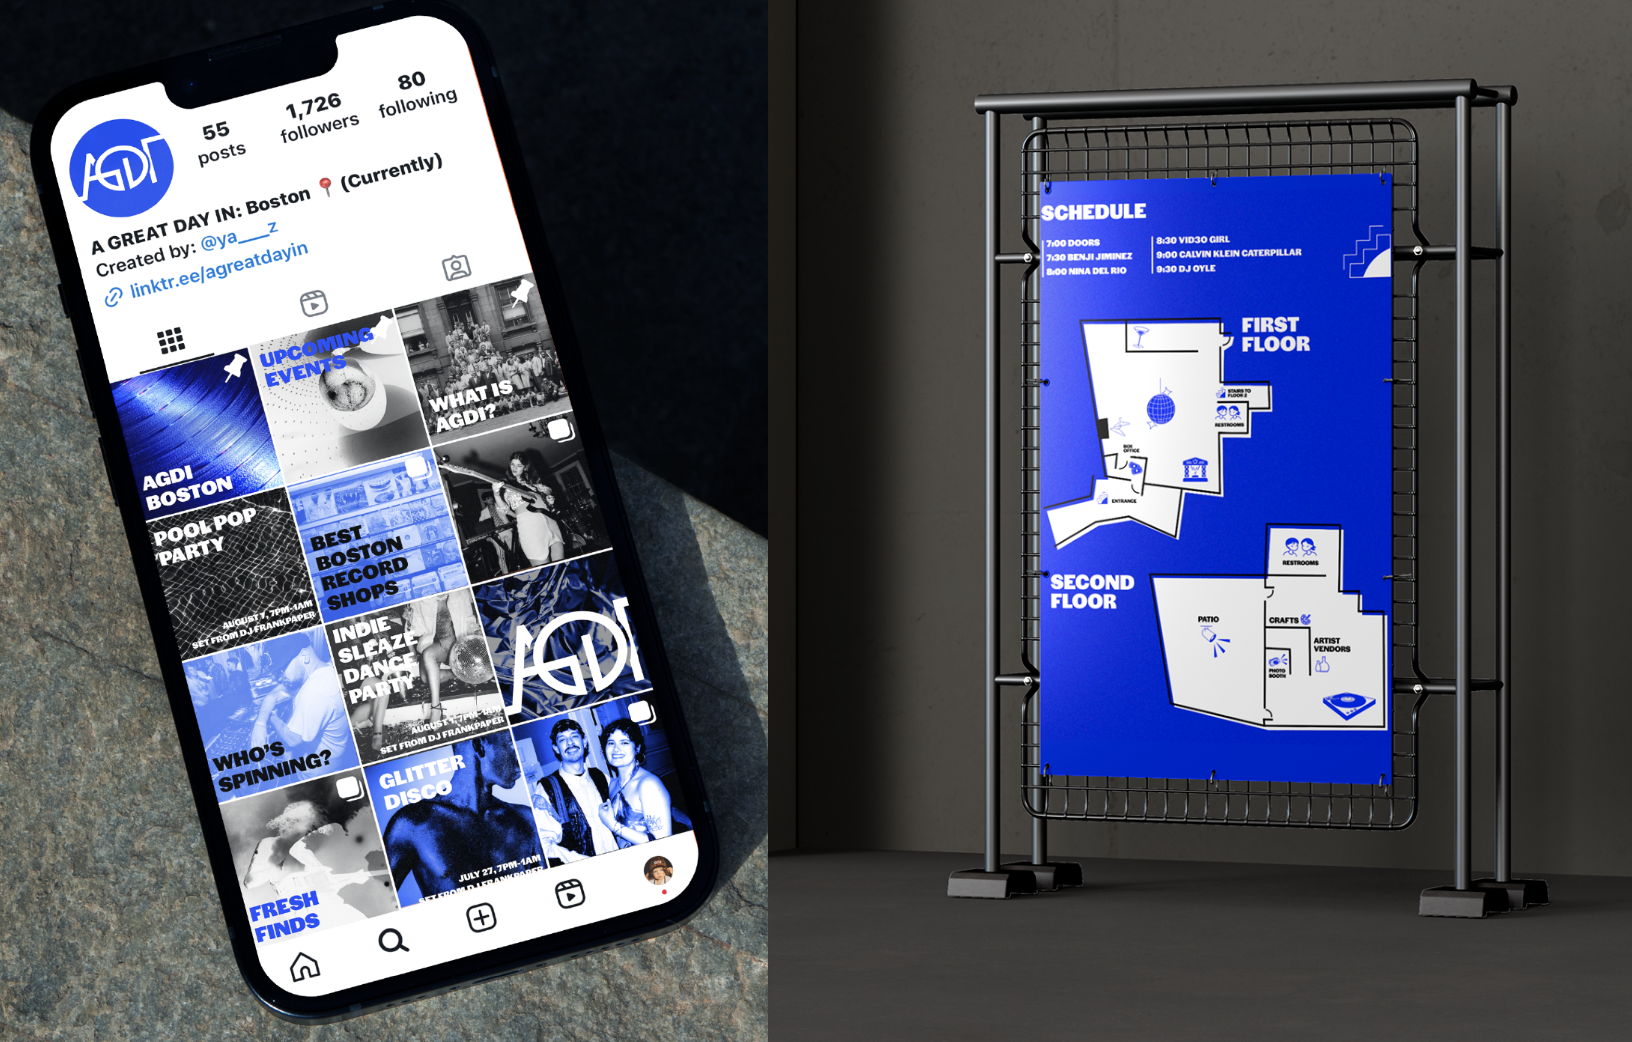 55
posts
1,726
followers
80
following
AGDI
A GREAT DAY IN: Boston 📍 (Currently)
Created by: @ya___z
linktr.ee/agreatdayin
AGDI
BOSTON
UPCOMING
EVENTS
WHAT IS
AGDI?
POOL POP
PARTY
AUGUST 7, 7PM-1AM
SET FROM DJ FRANKPAPER
BEST
BOSTON
RECORD
SHOPS
WHO'S
SPINNING?
INDIE
SLEAZE
DANCE
PARTY
AUGUST 7, 7PM-1AM
SET FROM DJ FRANKPAPER
AGDI
FRESH
FINDS
GLITTER
DISCO
JULY 27, 7PM-1AM
SET FROM DJ FRANKPAPER
SCHEDULE
7:00 DOORS
7:30 BENJI JIMINEZ
8:00 NINA DEL RIO
8:30 VID3O GIRL
9:00 CALVIN KLEIN CATERPILLAR
9:30 DJ OYLE
FIRST
FLOOR
STAIRS TO
FLOOR 2
RESTROOMS
BOX
OFFICE
ENTRANCE
SECOND
FLOOR
RESTROOMS
PATIO
CRAFTS
ARTIST
VENDORS
PHOTO
BOOTH